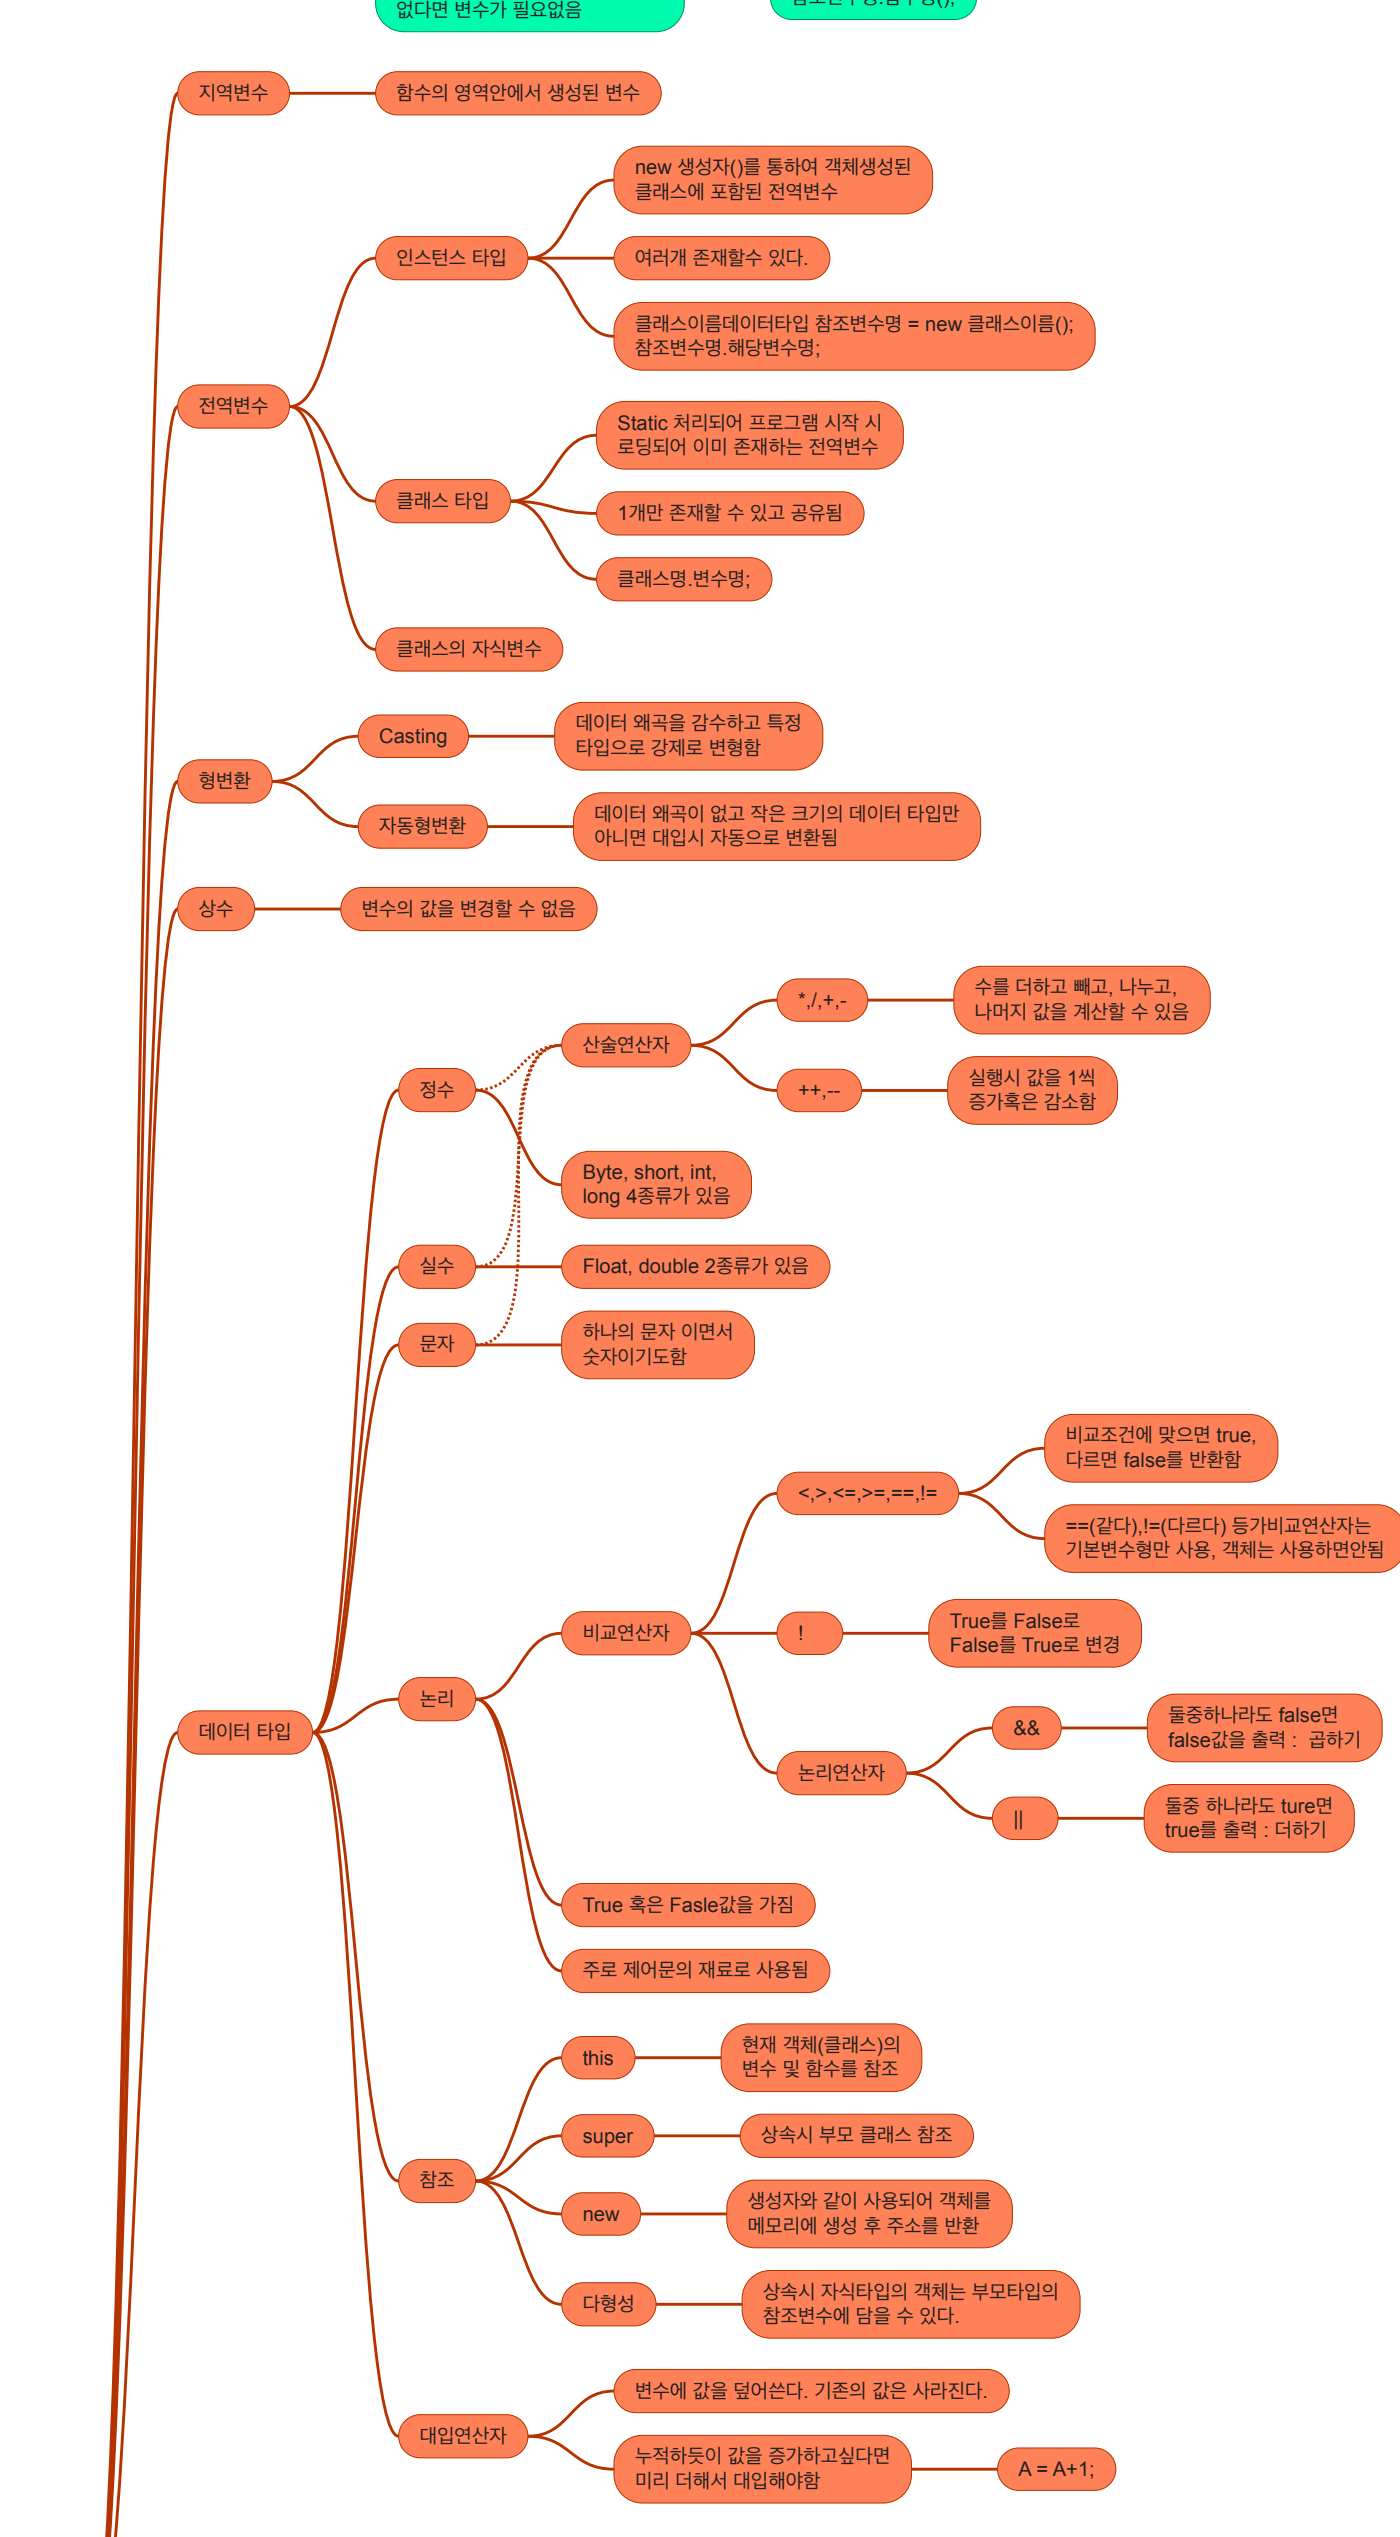 없다면 변수가 필요없음
지역변수
함수의 영역안에서 생성된 변수
new 생성자()를 통하여 객체생성된
클래스에 포함된 전역변수
인스턴스 타입
여러개 존재할수 있다.
클래스이름데이터타입 참조변수명 = new 클래스이름();
참조변수명.해당변수명;
전역변수
Static 처리되어 프로그램 시작 시
로딩되어 이미 존재하는 전역변수
클래스 타입
1개만 존재할 수 있고 공유됨
클래스명.변수명;
클래스의 자식변수
형변환
Casting
데이터 왜곡을 감수하고 특정
타입으로 강제로 변형함
자동형변환
데이터 왜곡이 없고 작은 크기의 데이터 타입만
아니면 대입시 자동으로 변환됨
상수
변수의 값을 변경할 수 없음
데이터 타입
정수
산술연산자
*,/,+,-
수를 더하고 빼고, 나누고,
나머지 값을 계산할 수 있음
++,--
실행시 값을 1씩
증가혹은 감소함
Byte, short, int,
long 4종류가 있음
실수
Float, double 2종류가 있음
문자
하나의 문자 이면서
숫자이기도함
논리
비교연산자
<,>,<=,>=,==,!=
비교조건에 맞으면 true,
다르면 false를 반환함
==(같다),!=(다르다) 등가비교연산자는
기본변수형만 사용, 객체는 사용하면안됨
!
True를 False로
False를 True로 변경
논리연산자
&&
둘중하나라도 false면
false값을 출력 :  곱하기
||
둘중 하나라도 ture면
true를 출력 : 더하기
True 혹은 Fasle값을 가짐
주로 제어문의 재료로 사용됨
참조
this
현재 객체(클래스)의
변수 및 함수를 참조
super
상속시 부모 클래스 참조
new
생성자와 같이 사용되어 객체를
메모리에 생성 후 주소를 반환
다형성
상속시 자식타입의 객체는 부모타입의
참조변수에 담을 수 있다.
대입연산자
변수에 값을 덮어쓴다. 기존의 값은 사라진다.
누적하듯이 값을 증가하고싶다면
미리 더해서 대입해야함
A = A+1;